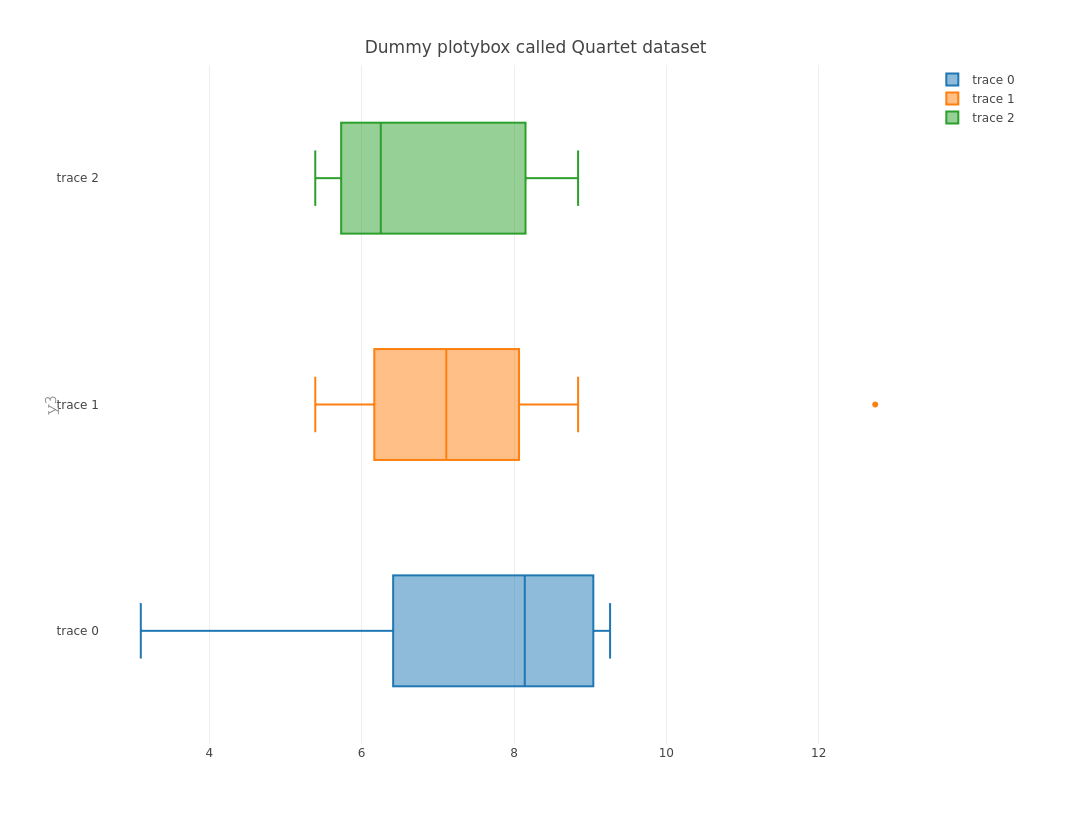 Dummy plotybox called Quartet dataset
trace 0
trace 1
trace 2
trace 2
y3
trace 1
trace 0
4
6
8
10
12